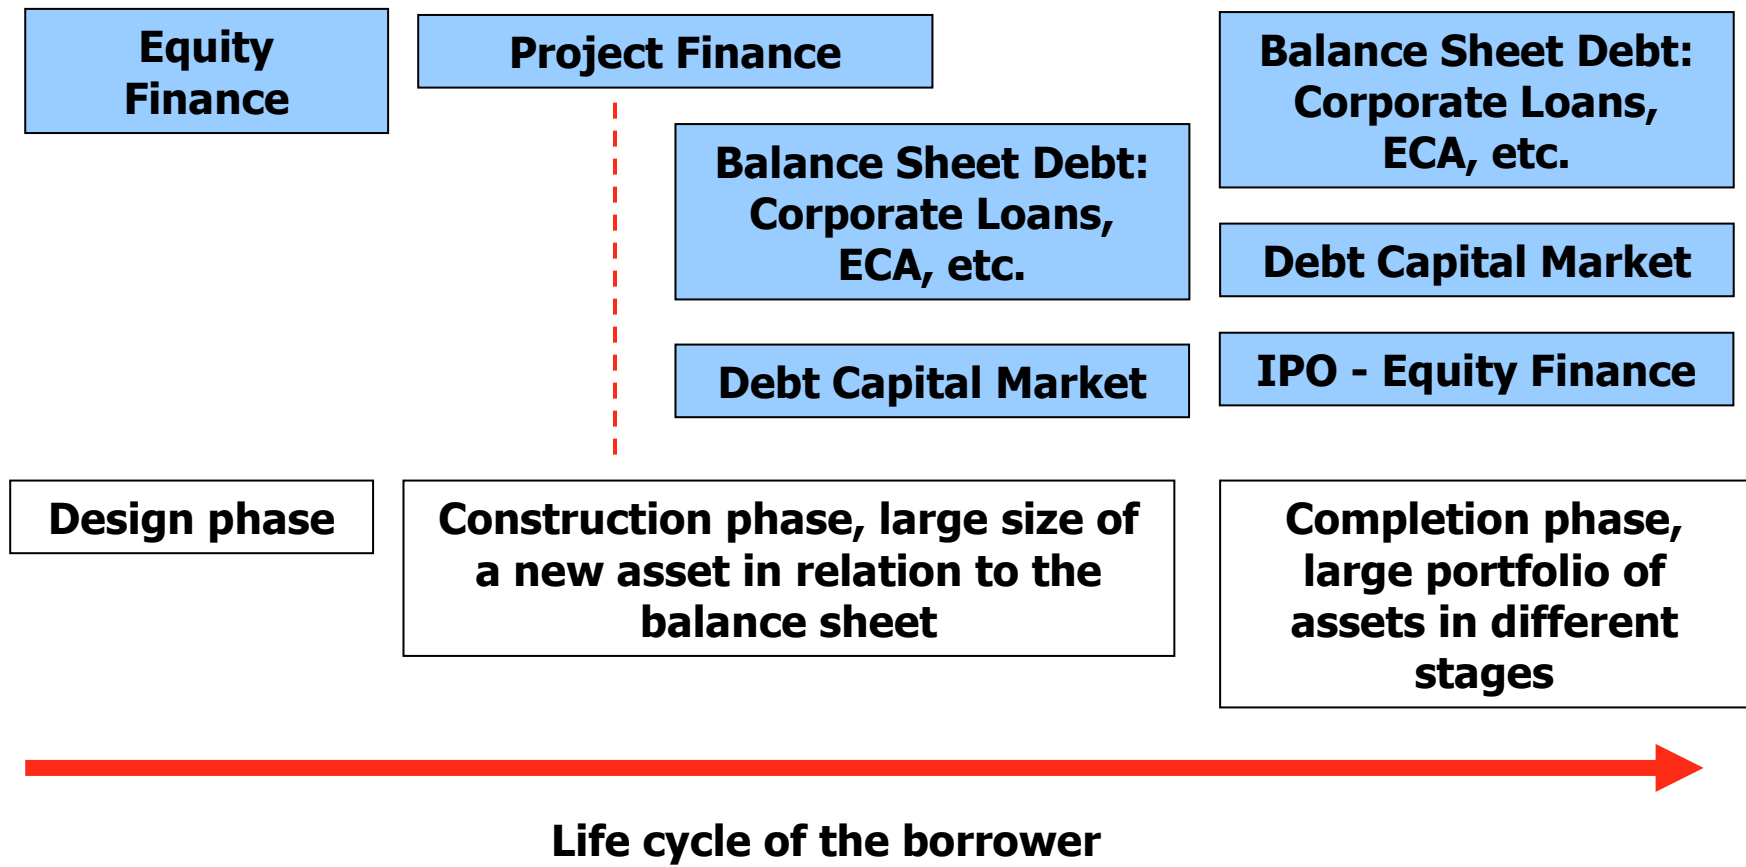 Equity
Finance
Project Finance
Balance Sheet Debt:
Corporate Loans,
ECA, etc.
Debt Capital Market
Balance Sheet Debt:
Corporate Loans,
ECA, etc.
Debt Capital Market
IPO - Equity Finance
Design phase
Construction phase, large size of
a new asset in relation to the
balance sheet
Completion phase,
large portfolio of
assets in different
stages
Life cycle of the borrower